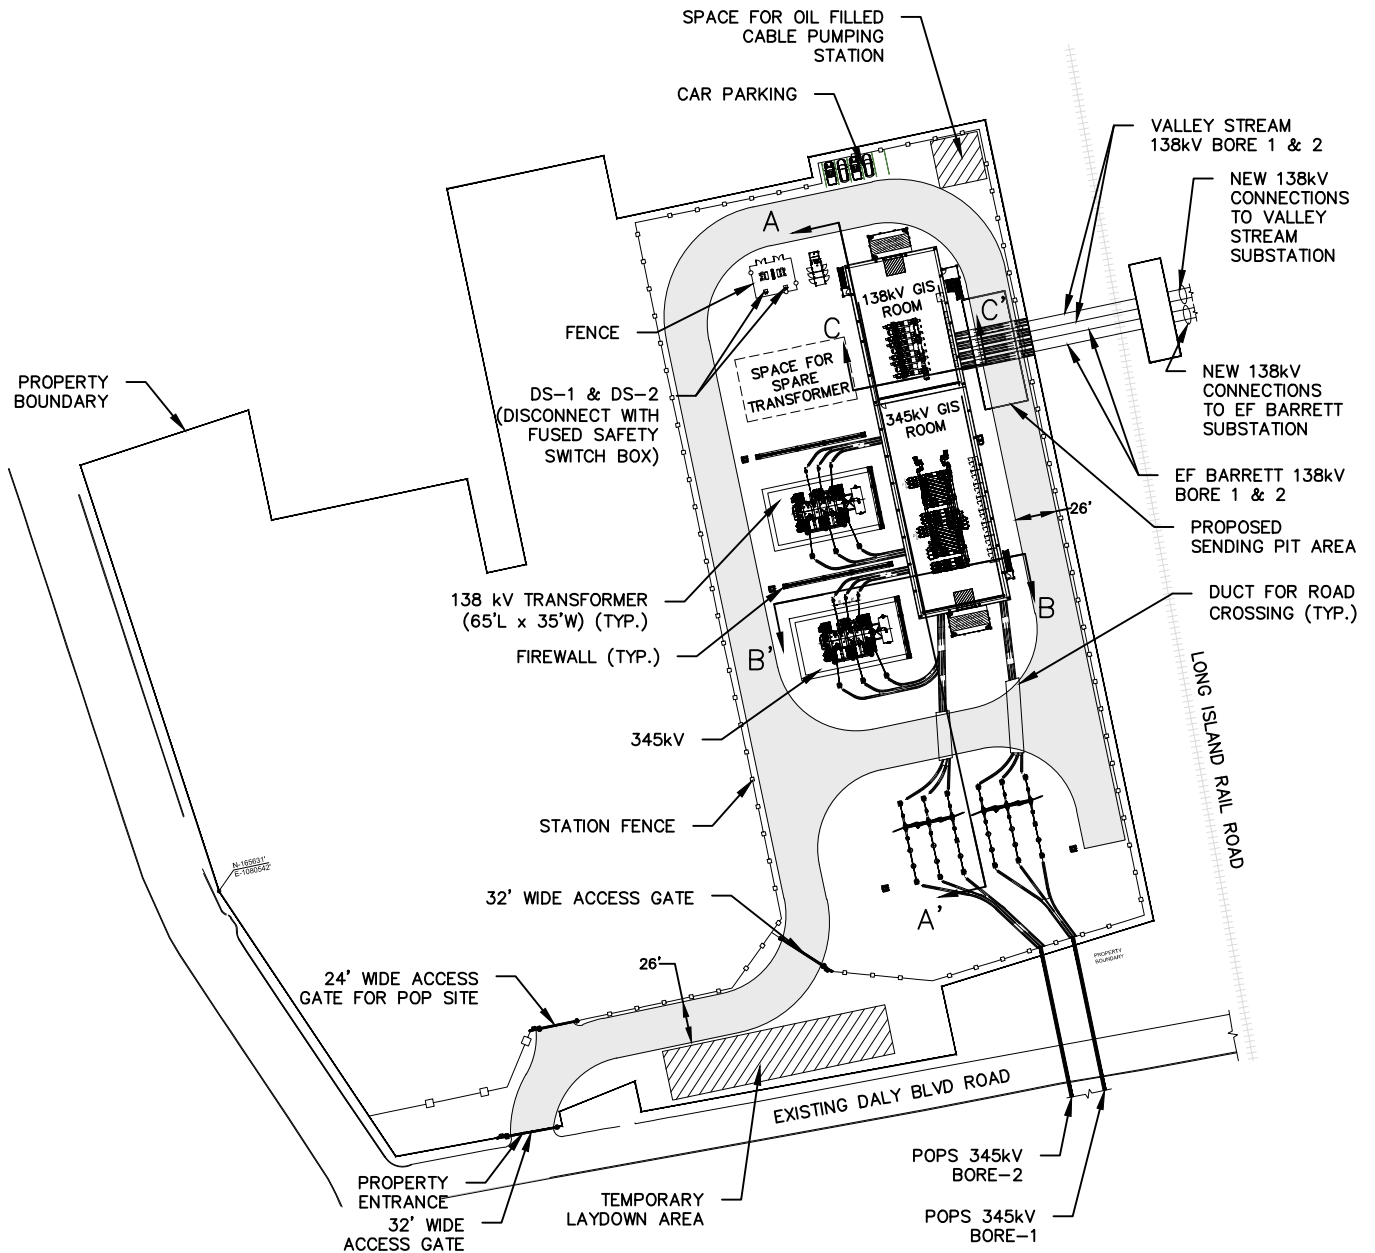 SPACE FOR OIL FILLED
CABLE PUMPING
STATION
CAR PARKING
VALLEY STREAM
138kV BORE 1 & 2
NEW 138kV
CONNECTIONS
TO VALLEY
STREAM
SUBSTATION
A
138kV GIS
ROOM
C'
C
FENCE
SPACE FOR
SPARE
TRANSFORMER
PROPERTY
BOUNDARY
DS-1 & DS-2
(DISCONNECT WITH
FUSED SAFETY
SWITCH BOX)
345kV GIS
ROOM
NEW 138kV
CONNECTIONS
TO EF BARRETT
SUBSTATION
EF BARRETT 138kV
BORE 1 & 2
26'
PROPOSED
SENDING PIT AREA
138 kV TRANSFORMER
(65'L x 35'W) (TYP.)
DUCT FOR ROAD
CROSSING (TYP.)
B
FIREWALL (TYP.)
B'
LONG ISLAND RAIL ROAD
345kV
STATION FENCE
N-165631'
E-1080542'
32' WIDE ACCESS GATE
A'
PROPERTY
BOUNDARY
26'
24' WIDE ACCESS
GATE FOR POP SITE
EXISTING DALY BLVD ROAD
POPS 345kV
BORE-2
PROPERTY
ENTRANCE
32' WIDE
ACCESS GATE
TEMPORARY
LAYDOWN AREA
POPS 345kV
BORE-1